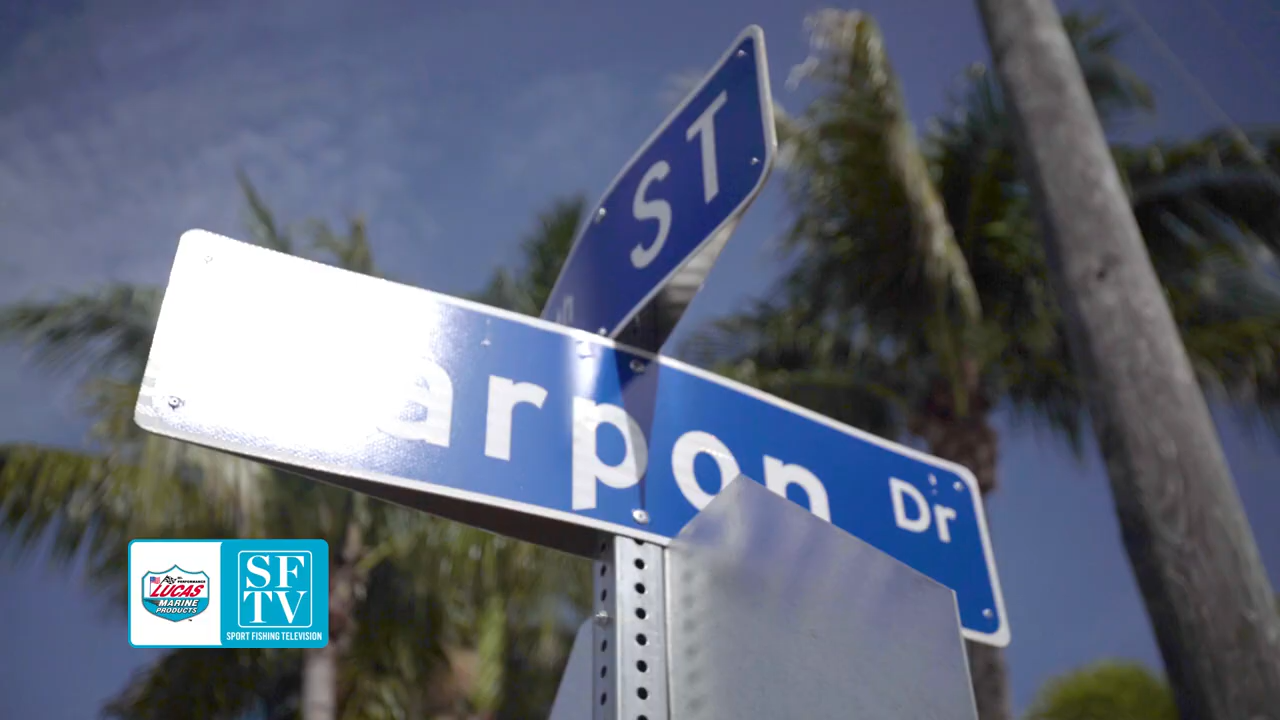 ST
arpon Dr
LUCAS
MARINE
PRODUCTS
SF
TV
SPORT FISHING TELEVISION